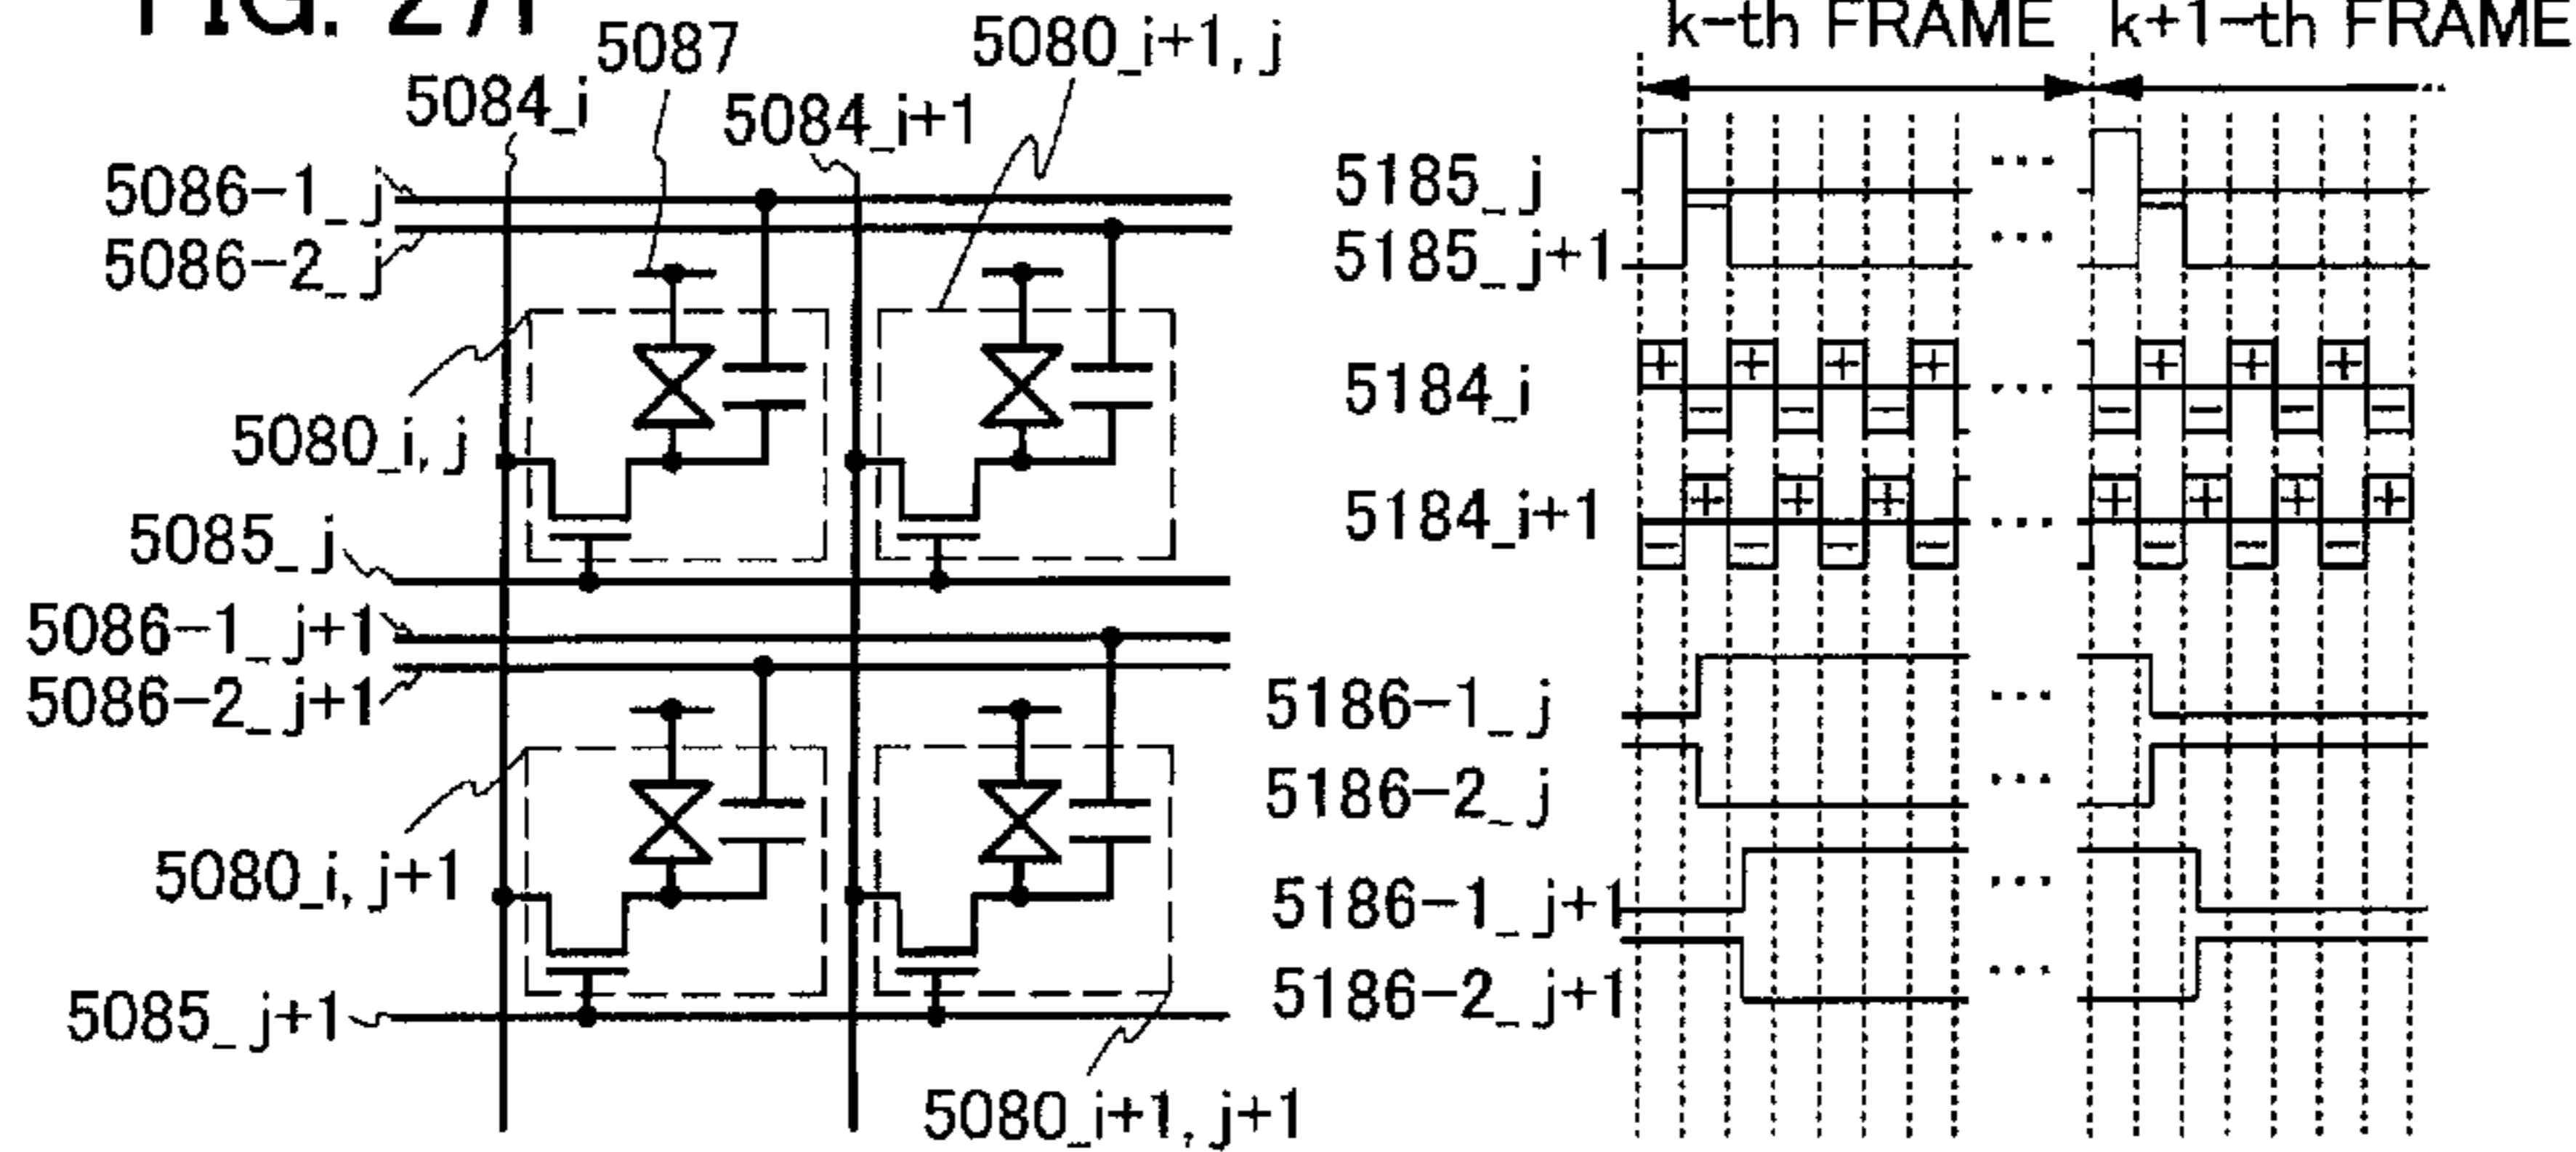 FIG. 27F
k-th FRAME k+1-th FRAME
5087
5080_i+1, j
5084_i
5084_i+1
5086-1_j
5086-2_j
5080_i, j
5085_j
5086-1_j+1
5086-2_j+1
5080_i, j+1
5085_j+1
5080_i+1, j+1
5185_j
...
5185_j+1
...
5184_i
+ + + + ... + + +
− − − − − − −
5184_i+1
+ + + ... + + + +
− − − − − − −
5186-1_j
...
5186-2_j
...
5186-1_j+1
...
5186-2_j+1
...